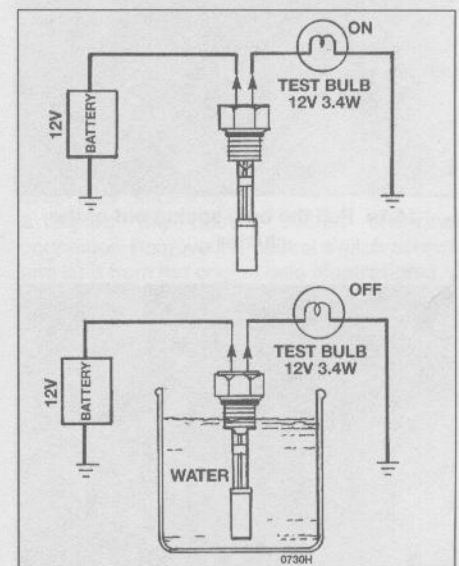 ON
TEST BULB
12V 3.4W
12V
BATTERY
OFF
TEST BULB
12V 3.4W
12V
BATTERY
WATER
0730H